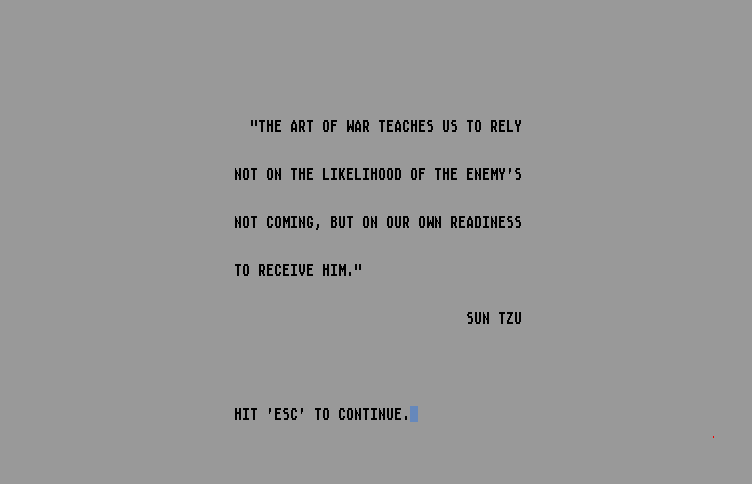 "THE ART OF WAR TEACHES US TO RELY
NOT ON THE LIKELIHOOD OF THE ENEMY'S
NOT COMING, BUT ON OUR OWN READINESS
TO RECEIVE HIM."
SUN TZU
HIT 'ESC' TO CONTINUE.